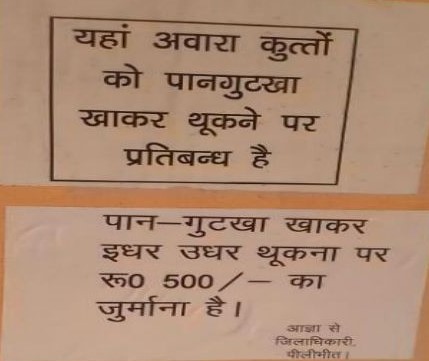 यहां अवारा कुत्तों
को पानगुटखा
खाकर थूकने पर
प्रतिबन्ध है
पान–गुटखा खाकर
इधर उधर थूकना पर
रू0 500/– का
जुर्माना है।
आज्ञा से
जिलाधिकारी,
पीलीभीत।